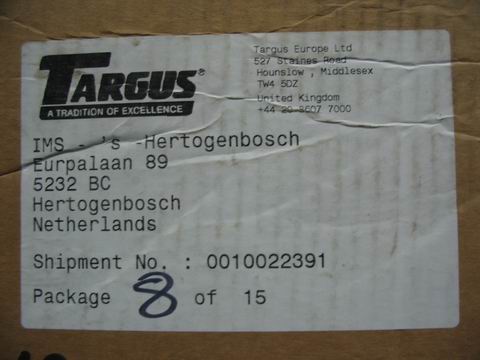 TARGUS®
A TRADITION OF EXCELLENCE
Targus Europe Ltd
527 Staines Road
Hounslow , Middlesex
TW4 5DZ
United Kingdom
+44 20 8607 7000
IMS - 's -Hertogenbosch
Eurpalaan 89
5232 BC
Hertogenbosch
Netherlands
Shipment No. : 0010022391
Package 8 of 15